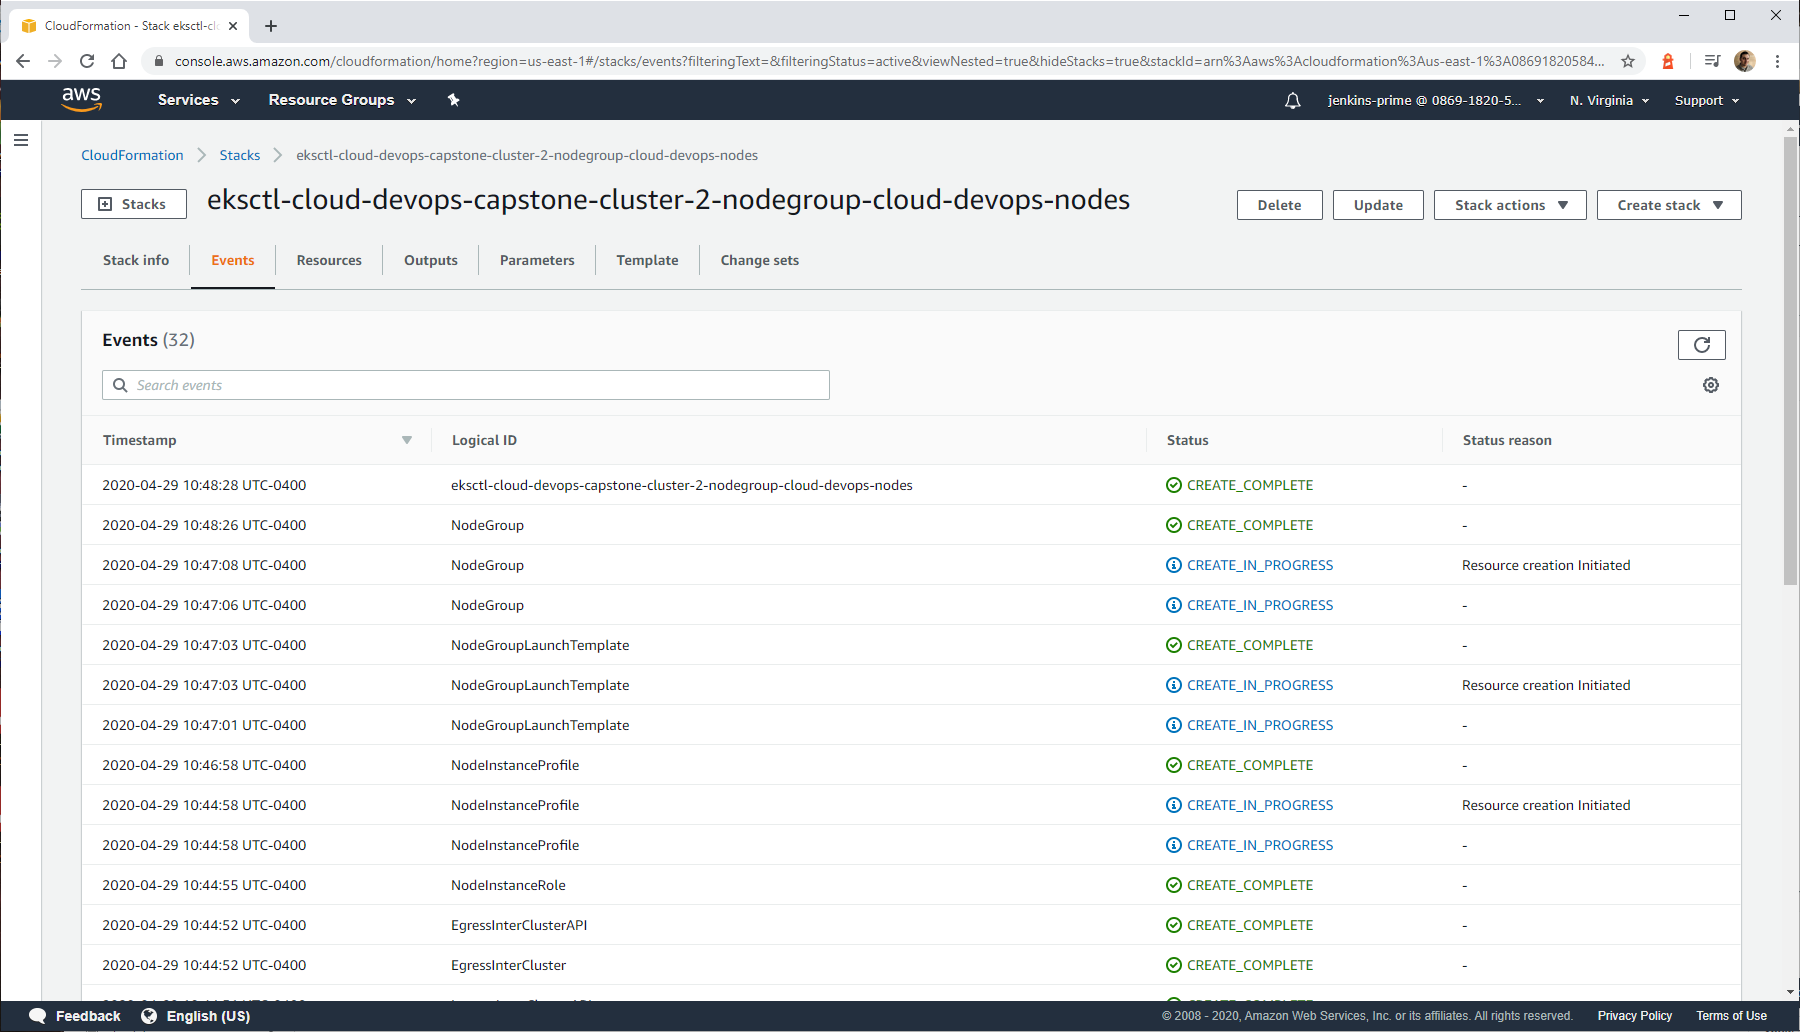 CloudFormation - Stack eksctl-cl
console.aws.amazon.com/cloudformation/home?region=us-east-1#/stacks/events?filteringText=&filteringStatus=active&viewNested=true&hideStacks=true&stackId=arn%3Aaws%3Acloudformation%3Aus-east-1%3A08691820584...
aws Services Resource Groups jenkins-prime @ 0869-1820-5... N. Virginia Support
CloudFormation Stacks eksctl-cloud-devops-capstone-cluster-2-nodegroup-cloud-devops-nodes
Stacks eksctl-cloud-devops-capstone-cluster-2-nodegroup-cloud-devops-nodes Delete Update Stack actions Create stack
Stack info Events Resources Outputs Parameters Template Change sets
Events (32)
Search events
Timestamp Logical ID Status Status reason
2020-04-29 10:48:28 UTC-0400 eksctl-cloud-devops-capstone-cluster-2-nodegroup-cloud-devops-nodes CREATE_COMPLETE -
2020-04-29 10:48:26 UTC-0400 NodeGroup CREATE_COMPLETE -
2020-04-29 10:47:08 UTC-0400 NodeGroup CREATE_IN_PROGRESS Resource creation Initiated
2020-04-29 10:47:06 UTC-0400 NodeGroup CREATE_IN_PROGRESS -
2020-04-29 10:47:03 UTC-0400 NodeGroupLaunchTemplate CREATE_COMPLETE -
2020-04-29 10:47:03 UTC-0400 NodeGroupLaunchTemplate CREATE_IN_PROGRESS Resource creation Initiated
2020-04-29 10:47:01 UTC-0400 NodeGroupLaunchTemplate CREATE_IN_PROGRESS -
2020-04-29 10:46:58 UTC-0400 NodeInstanceProfile CREATE_COMPLETE -
2020-04-29 10:44:58 UTC-0400 NodeInstanceProfile CREATE_IN_PROGRESS Resource creation Initiated
2020-04-29 10:44:58 UTC-0400 NodeInstanceProfile CREATE_IN_PROGRESS -
2020-04-29 10:44:55 UTC-0400 NodeInstanceRole CREATE_COMPLETE -
2020-04-29 10:44:52 UTC-0400 EgressInterClusterAPI CREATE_COMPLETE -
2020-04-29 10:44:52 UTC-0400 EgressInterCluster CREATE_COMPLETE -
Feedback English (US) © 2008 - 2020, Amazon Web Services, Inc. or its affiliates. All rights reserved. Privacy Policy Terms of Use